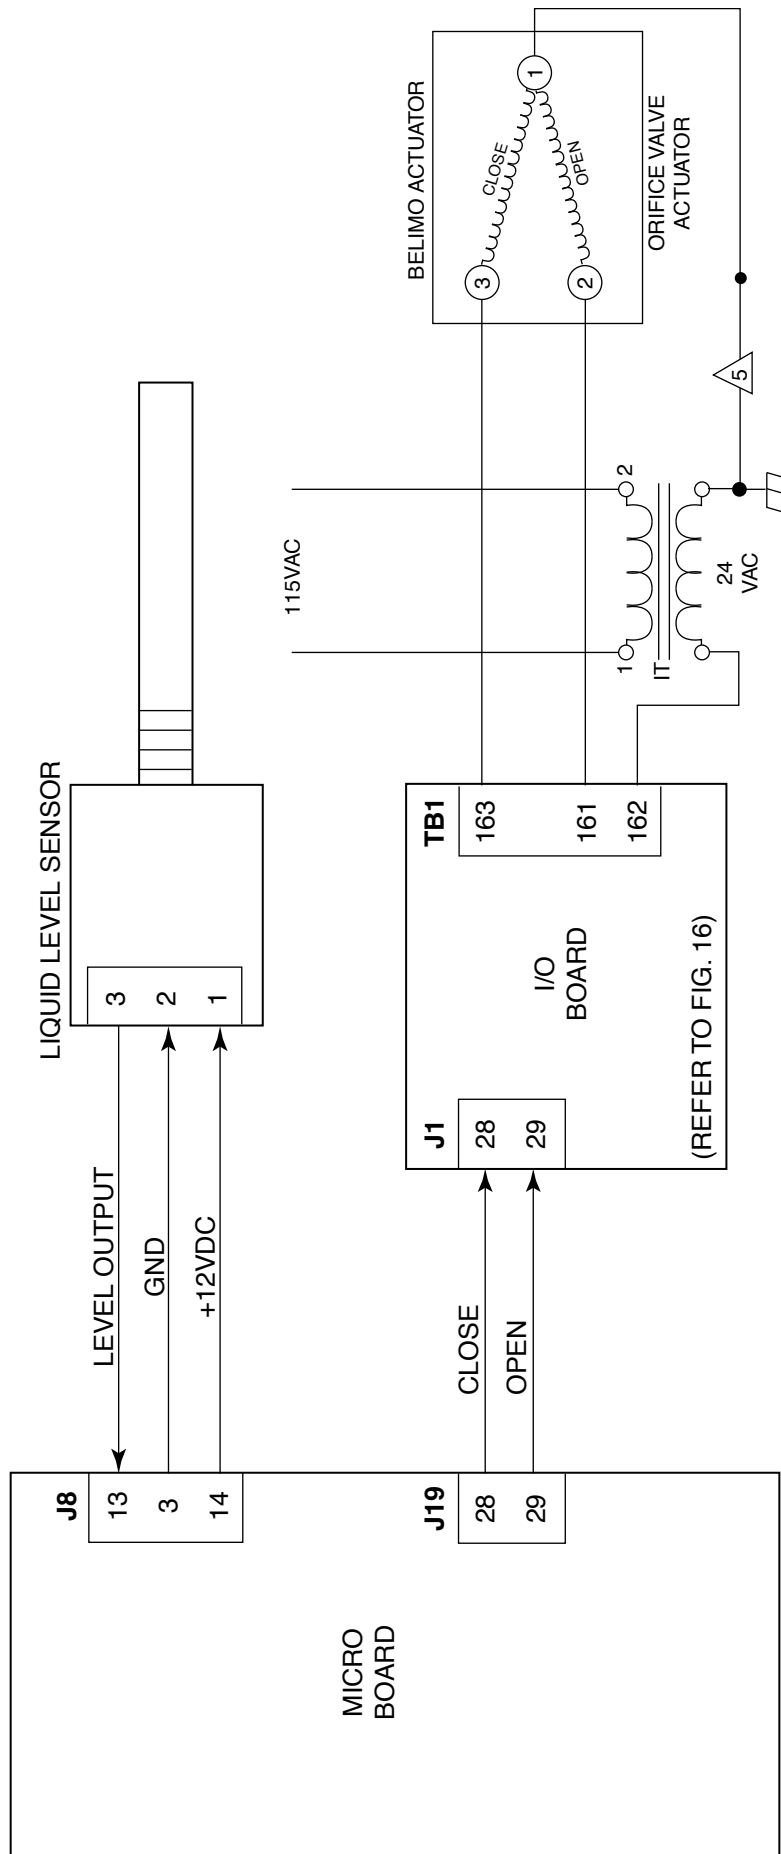 MICRO
BOARD
J8
13
3
14
J19
28
29
LEVEL OUTPUT
GND
+12VDC
CLOSE
OPEN
LIQUID LEVEL SENSOR
3
2
1
J1
28
29
I/O
BOARD
(REFER TO FIG. 16)
TB1
163
161
162
115VAC
1
2
IT
24
VAC
5
BELIMO ACTUATOR
3
2
1
CLOSE
OPEN
ORIFICE VALVE
ACTUATOR